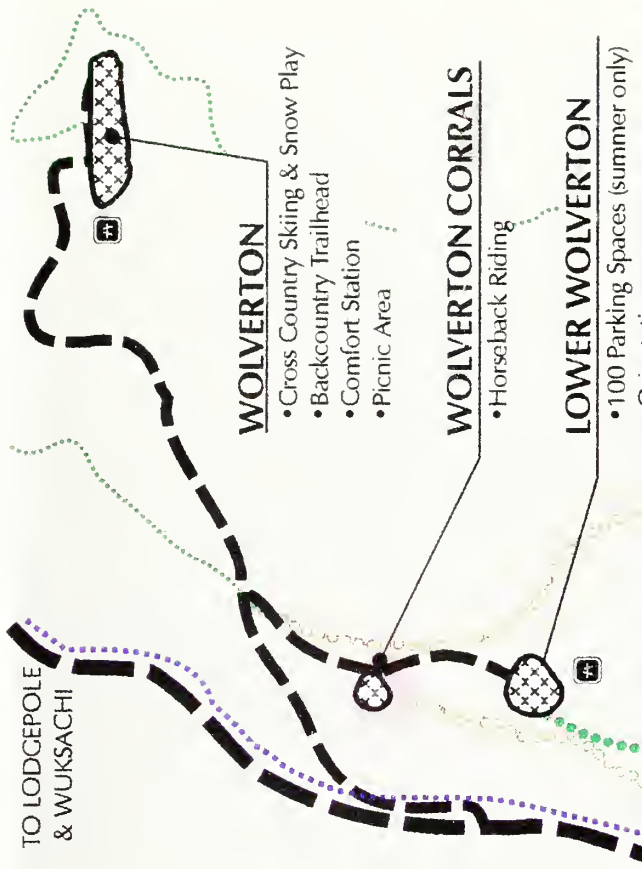 TO LODGEPOLE
& WUKSACHI
WOLVERTON
•Cross Country Skiing & Snow Play
•Backcountry Trailhead
•Comfort Station
•Picnic Area
WOLVERTON CORRALS
•Horseback Riding
LOWER WOLVERTON
•100 Parking Spaces (summer only)